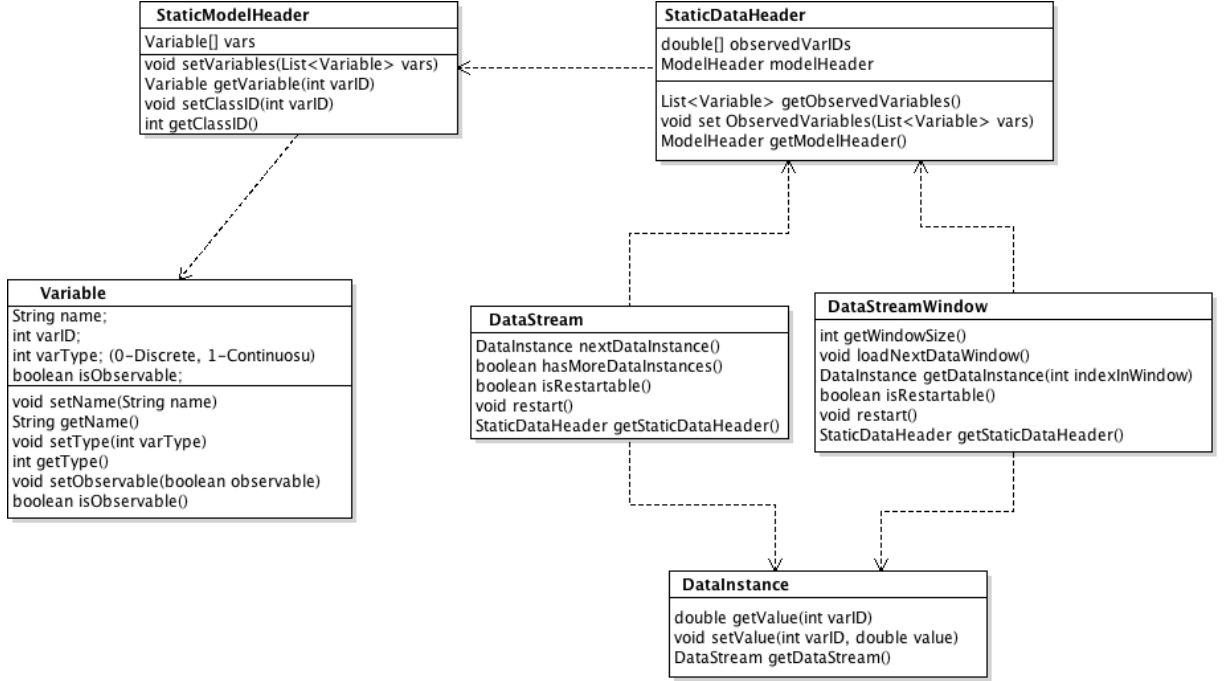 StaticModelHeader
Variable[] vars
void setVariables(List<Variable> vars)
Variable getVariable(int varID)
void setClassID(int varID)
int getClassID()
StaticDataHeader
double[] observedVarIDs
ModelHeader modelHeader
List<Variable> getObservedVariables()
void set ObservedVariables(List<Variable> vars)
ModelHeader getModelHeader()
Variable
String name;
int varID;
int varType; (0-Discrete, 1-Continuosu)
boolean isObservable;
void setName(String name)
String getName()
void setType(int varType)
int getType()
void setObservable(boolean observable)
boolean isObservable()
DataStream
DataInstance nextDataInstance()
boolean hasMoreDataInstances()
boolean isRestartable()
void restart()
StaticDataHeader getStaticDataHeader()
DataStreamWindow
int getWindowSize()
void loadNextDataWindow()
DataInstance getDataInstance(int indexInWindow)
boolean isRestartable()
void restart()
StaticDataHeader getStaticDataHeader()
DataInstance
double getValue(int varID)
void setValue(int varID, double value)
DataStream getDataStream()